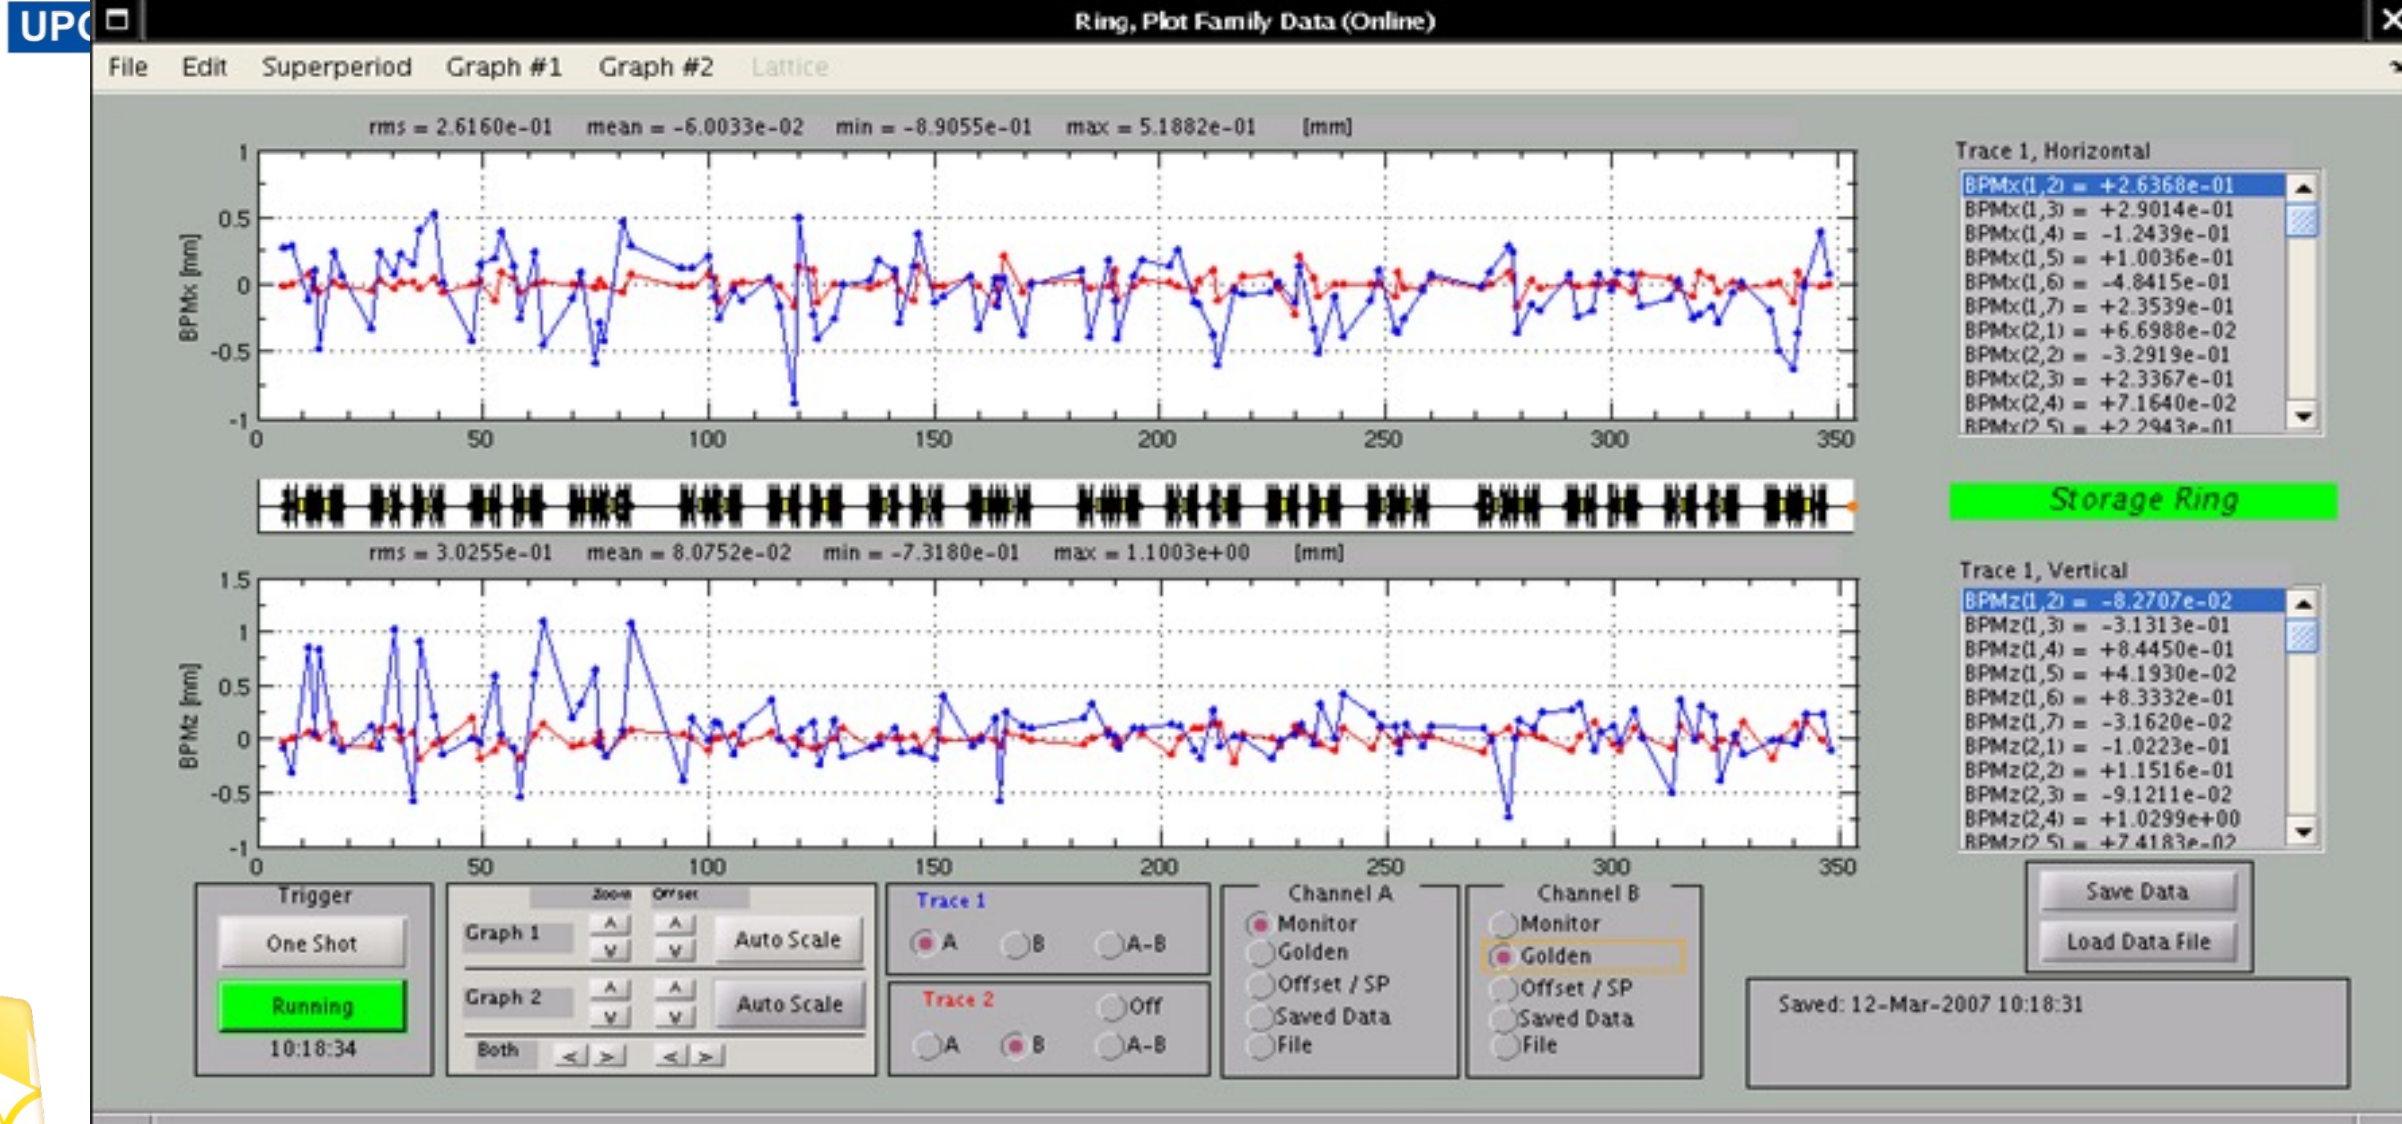 UPO
Ring, Plot Family Data (Online)
File Edit Superperiod Graph #1 Graph #2 Lattice
rms = 2.6160e-01 mean = -6.0033e-02 min = -8.9055e-01 max = 5.1882e-01 [mm]
BPMx [mm]
1
0.5
0
-0.5
-1
0 50 100 150 200 250 300 350
Trace 1, Horizontal
BPMx(1,2) = +2.6368e-01
BPMx(1,3) = +2.9014e-01
BPMx(1,4) = -1.2439e-01
BPMx(1,5) = +1.0036e-01
BPMx(1,6) = -4.8415e-01
BPMx(1,7) = +2.3539e-01
BPMx(2,1) = +6.6988e-02
BPMx(2,2) = -3.2919e-01
BPMx(2,3) = +2.3367e-01
BPMx(2,4) = +7.1640e-02
BPMx(2,5) = +2.2943e-01
Storage Ring
rms = 3.0255e-01 mean = 8.0752e-02 min = -7.3180e-01 max = 1.1003e+00 [mm]
BPMz [mm]
1.5
1
0.5
0
-0.5
-1
0 50 100 150 200 250 300 350
Trace 1, Vertical
BPMz(1,2) = -8.2707e-02
BPMz(1,3) = -3.1313e-01
BPMz(1,4) = +8.4450e-01
BPMz(1,5) = +4.1930e-02
BPMz(1,6) = +8.3332e-01
BPMz(1,7) = -3.1620e-02
BPMz(2,1) = -1.0223e-01
BPMz(2,2) = +1.1516e-01
BPMz(2,3) = -9.1211e-02
BPMz(2,4) = +1.0299e+00
BPMz(2,5) = +7.4183e-02
Trigger
One Shot
Running
10:18:34
Zoom Offset
Graph 1 Auto Scale
Graph 2 Auto Scale
Both < > < >
Trace 1
A B A-B
Trace 2 Off
A B A-B
Channel A
Monitor
Golden
Offset / SP
Saved Data
File
Channel B
Monitor
Golden
Offset / SP
Saved Data
File
Save Data
Load Data File
Saved: 12-Mar-2007 10:18:31